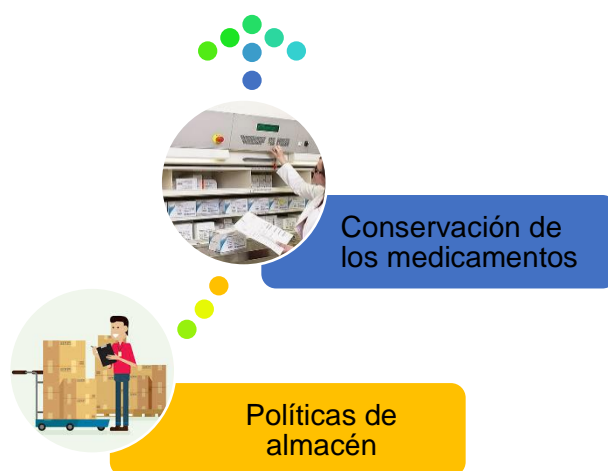 Conservación de
los medicamentos
Políticas de
almacén